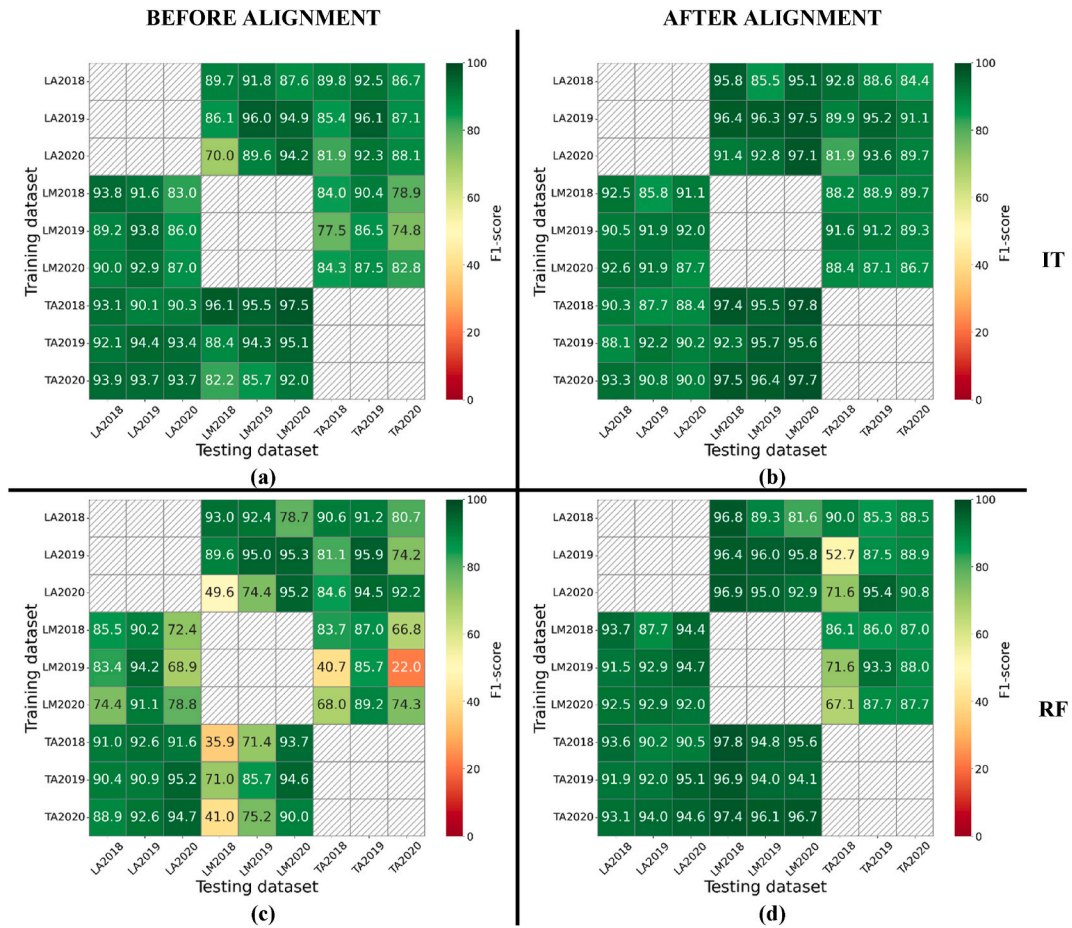 BEFORE ALIGNMENT
AFTER ALIGNMENT
Training dataset
LA2018 89.7 91.8 87.6 89.8 92.5 86.7
LA2019 86.1 96.0 94.9 85.4 96.1 87.1
LA2020 70.0 89.6 94.2 81.9 92.3 88.1
LM2018 93.8 91.6 83.0 84.0 90.4 78.9
LM2019 89.2 93.8 86.0 77.5 86.5 74.8
LM2020 90.0 92.9 87.0 84.3 87.5 82.8
TA2018 93.1 90.1 90.3 96.1 95.5 97.5
TA2019 92.1 94.4 93.4 88.4 94.3 95.1
TA2020 93.9 93.7 93.7 82.2 85.7 92.0
LA2018 LA2019 LA2020 LM2018 LM2019 LM2020 TA2018 TA2019 TA2020
Testing dataset
100
80
60
40
20
0
F1-score
(a)
Training dataset
LA2018 95.8 85.5 95.1 92.8 88.6 84.4
LA2019 96.4 96.3 97.5 89.9 95.2 91.1
LA2020 91.4 92.8 97.1 81.9 93.6 89.7
LM2018 92.5 85.8 91.1 88.2 88.9 89.7
LM2019 90.5 91.9 92.0 91.6 91.2 89.3
LM2020 92.6 91.9 87.7 88.4 87.1 86.7
TA2018 90.3 87.7 88.4 97.4 95.5 97.8
TA2019 88.1 92.2 90.2 92.3 95.7 95.6
TA2020 93.3 90.8 90.0 97.5 96.4 97.7
LA2018 LA2019 LA2020 LM2018 LM2019 LM2020 TA2018 TA2019 TA2020
Testing dataset
100
80
60
40
20
0
F1-score
(b)
IT
Training dataset
LA2018 93.0 92.4 78.7 90.6 91.2 80.7
LA2019 89.6 95.0 95.3 81.1 95.9 74.2
LA2020 49.6 74.4 95.2 84.6 94.5 92.2
LM2018 85.5 90.2 72.4 83.7 87.0 66.8
LM2019 83.4 94.2 68.9 40.7 85.7 22.0
LM2020 74.4 91.1 78.8 68.0 89.2 74.3
TA2018 91.0 92.6 91.6 35.9 71.4 93.7
TA2019 90.4 90.9 95.2 71.0 85.7 94.6
TA2020 88.9 92.6 94.7 41.0 75.2 90.0
LA2018 LA2019 LA2020 LM2018 LM2019 LM2020 TA2018 TA2019 TA2020
Testing dataset
100
80
60
40
20
0
F1-score
(c)
Training dataset
LA2018 96.8 89.3 81.6 90.0 85.3 88.5
LA2019 96.4 96.0 95.8 52.7 87.5 88.9
LA2020 96.9 95.0 92.9 71.6 95.4 90.8
LM2018 93.7 87.7 94.4 86.1 86.0 87.0
LM2019 91.5 92.9 94.7 71.6 93.3 88.0
LM2020 92.5 92.9 92.0 67.1 87.7 87.7
TA2018 93.6 90.2 90.5 97.8 94.8 95.6
TA2019 91.9 92.0 95.1 96.9 94.0 94.1
TA2020 93.1 94.0 94.6 97.4 96.1 96.7
LA2018 LA2019 LA2020 LM2018 LM2019 LM2020 TA2018 TA2019 TA2020
Testing dataset
100
80
60
40
20
0
F1-score
(d)
RF